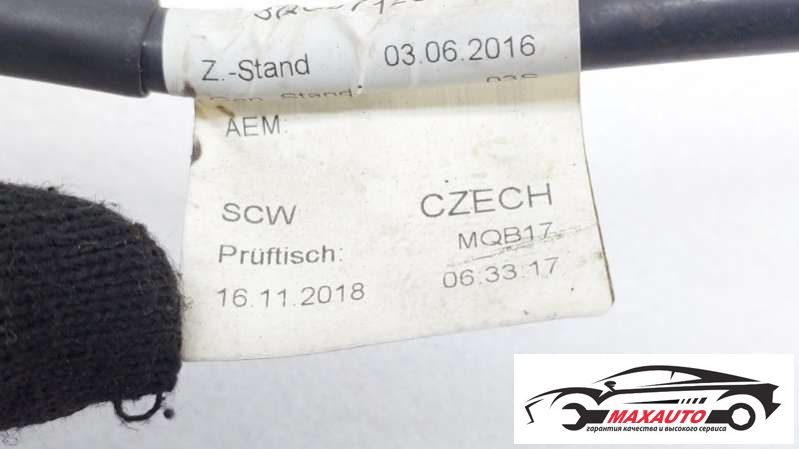 Z.-Stand 03.06.2016
AEM:
SCW CZECH
Prüftisch: MQB17
16.11.2018 06:33:17
MAXAUTO
гарантия качества и высокого сервиса